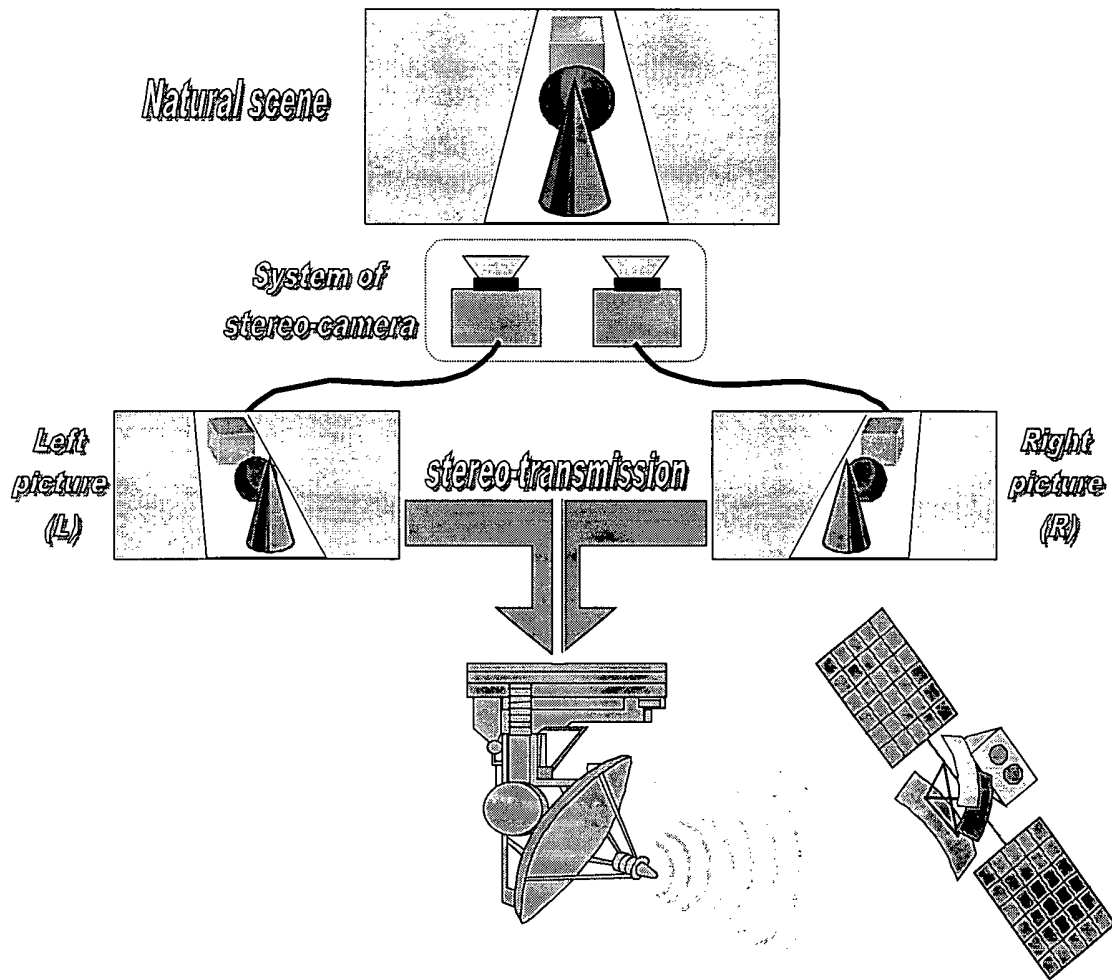 Natural scene
System of
stereo-camera
Left
picture
(L)
stereo-transmission
Right
picture
(R)